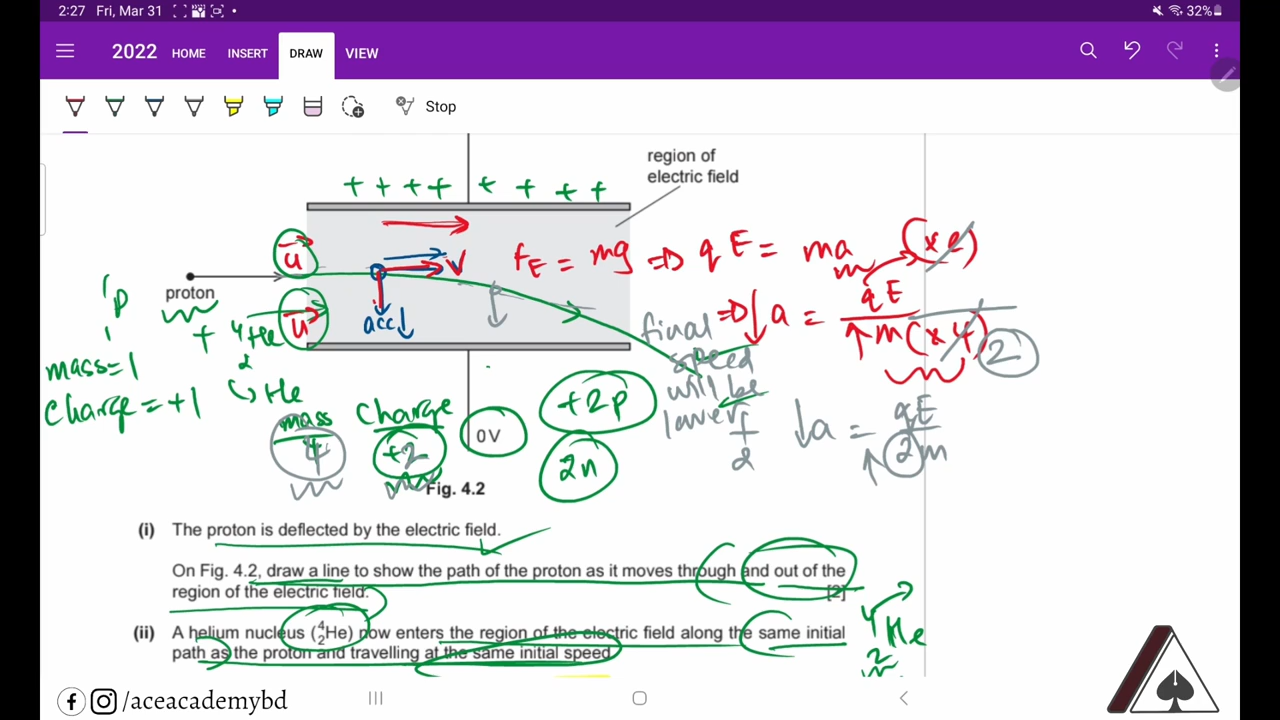 2:27 Fri, Mar 31
32%
2022 HOME INSERT DRAW VIEW
Stop
region of
electric field
+ + + + + + + +
u
V
F_E = mg => qE = ma (x2)
proton
u
acc↓
=> ↓a = qE / ↑m(x4) 2
'p
+ 4 He 2
↳ He
mass=1
charge = +1
mass
4
Charge
+2
0V
+2p
2n
final
speed
will be
lower
↓a = qE / ↑2m
Fig. 4.2
(i) The proton is deflected by the electric field.
On Fig. 4.2, draw a line to show the path of the proton as it moves through and out of the
region of the electric field. [2]
(ii) A helium nucleus (⁴₂He) now enters the region of the electric field along the same initial
path as the proton and travelling at the same initial speed
4 He 2
/aceacademybd